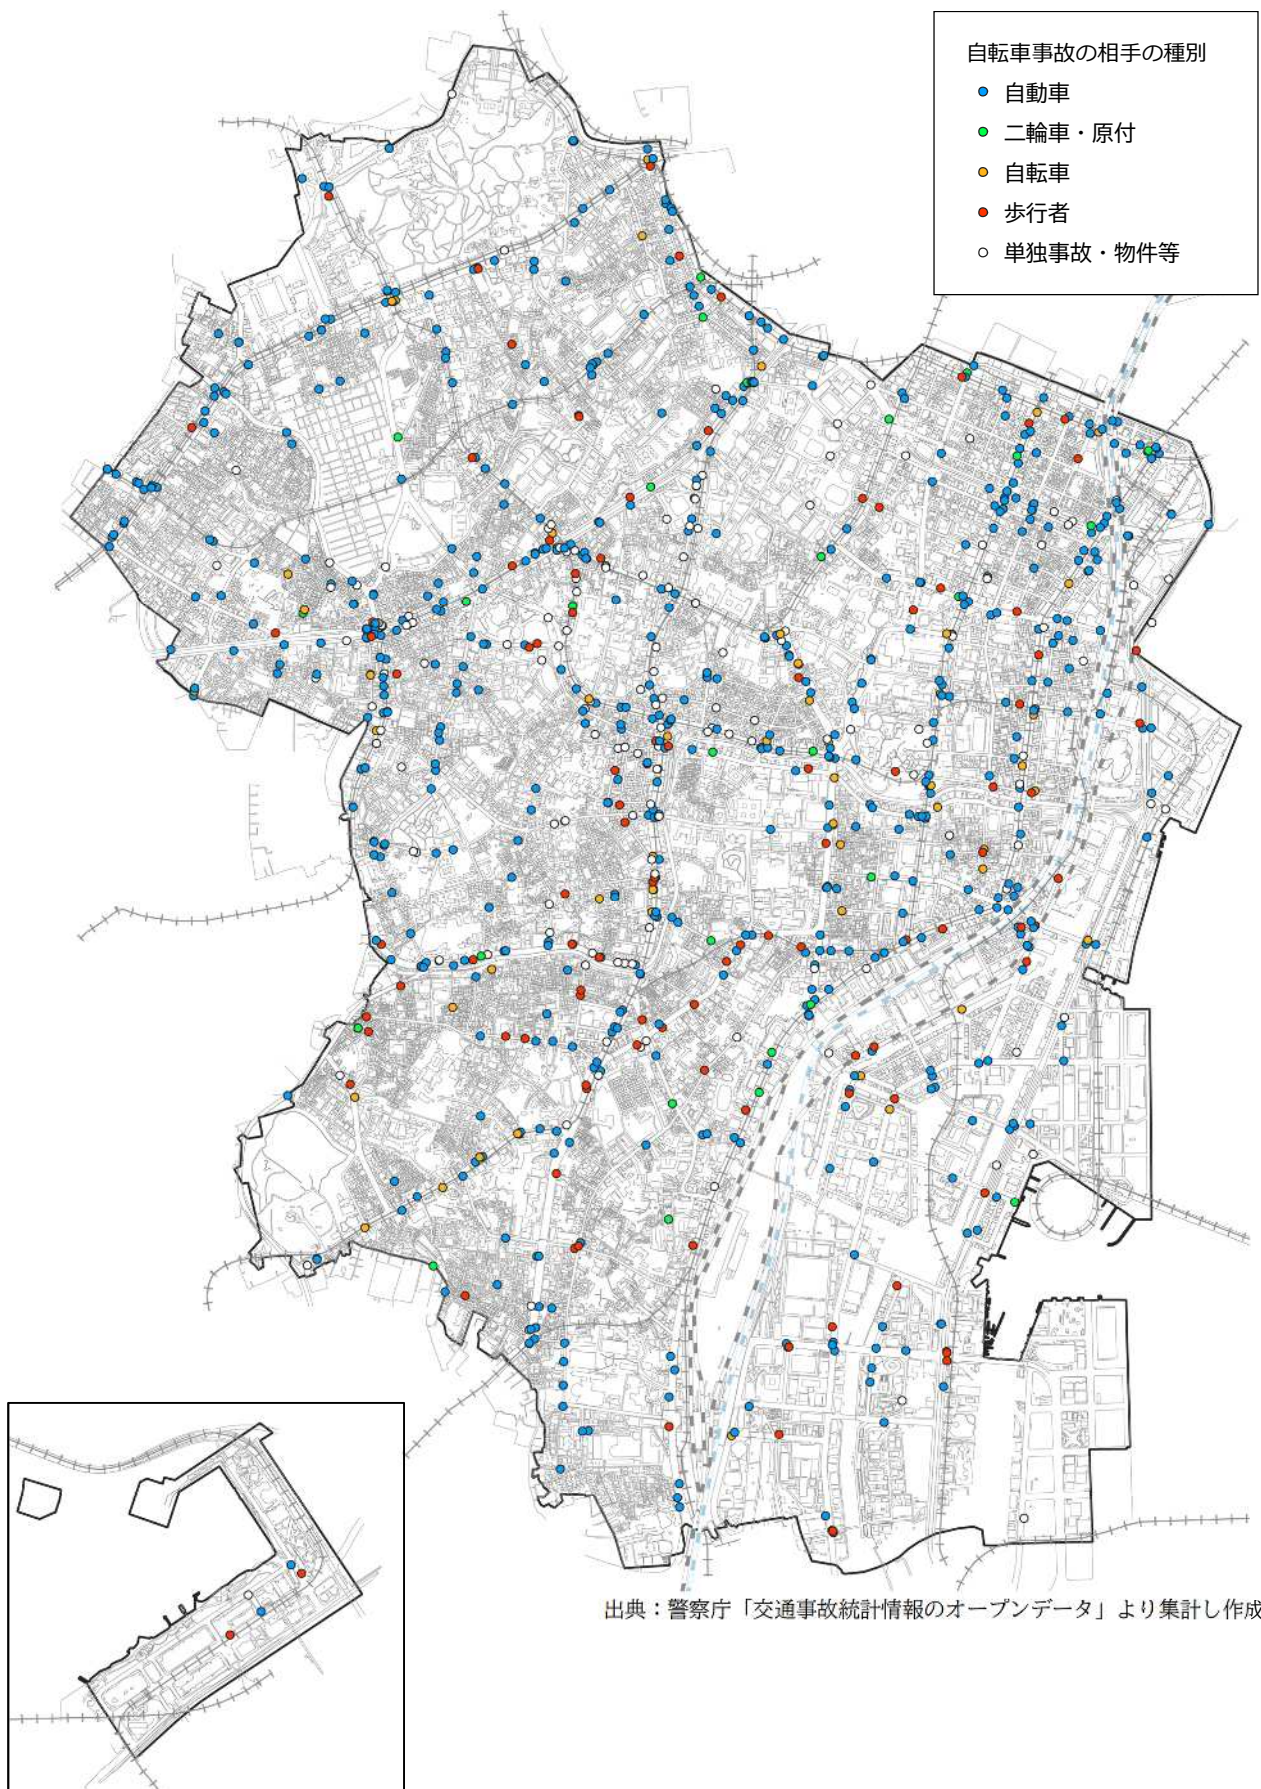 自転車事故の相手の種別
自動車
二輪車・原付
自転車
歩行者
単独事故・物件等
出典：警察庁「交通事故統計情報のオープンデータ」より集計し作成